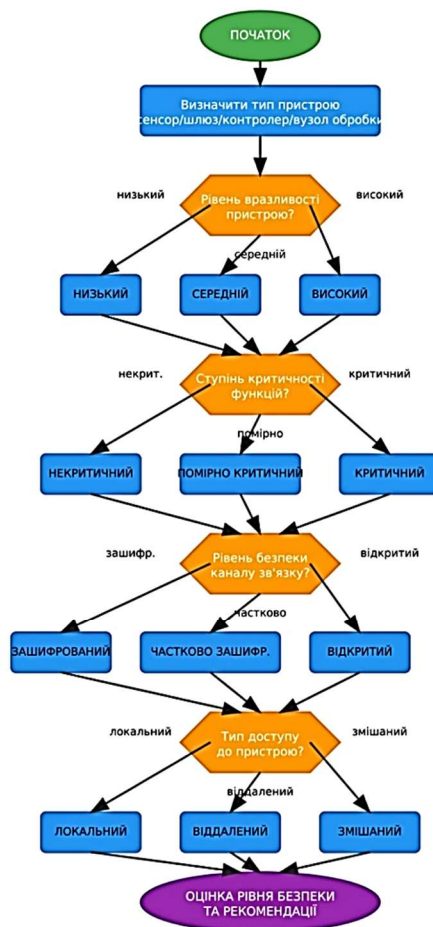 ПОЧАТОК
Визначити тип пристрою
сенсор/шлюз/контролер/вузол обробки
низький
Рівень вразливості
пристрою?
високий
середній
НИЗЬКИЙ
СЕРЕДНІЙ
ВИСОКИЙ
некрит.
Ступінь критичності
функцій?
критичний
помірно
НЕКРИТИЧНИЙ
ПОМІРНО КРИТИЧНИЙ
КРИТИЧНИЙ
зашифр.
Рівень безпеки
каналу зв'язку?
відкритий
частково
ЗАШИФРОВАНИЙ
ЧАСТКОВО ЗАШИФР.
ВІДКРИТИЙ
локальний
Тип доступу
до пристрою?
змішаний
віддалений
ЛОКАЛЬНИЙ
ВІДДАЛЕНИЙ
ЗМІШАНИЙ
ОЦІНКА РІВНЯ БЕЗПЕКИ
ТА РЕКОМЕНДАЦІЇ